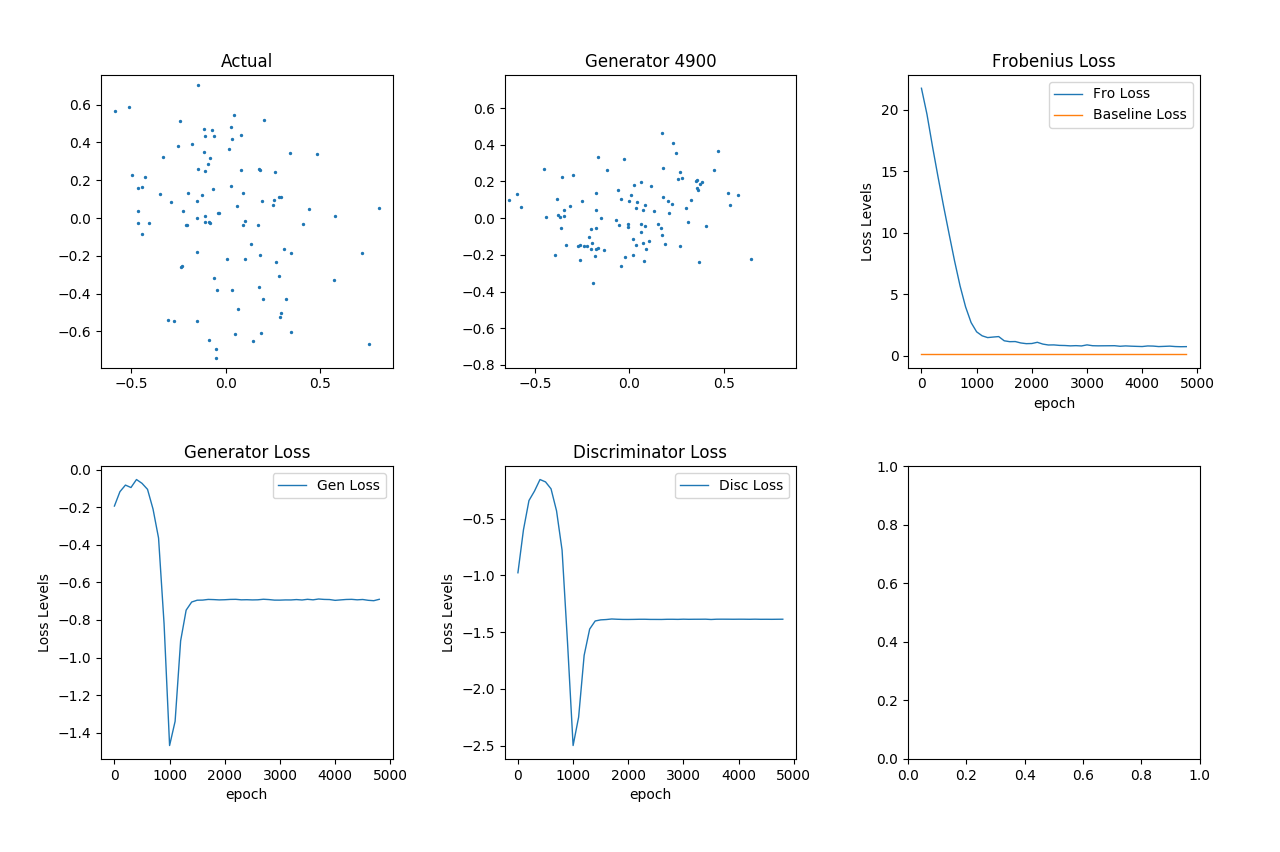 Actual
0.6
0.4
0.2
0.0
−0.2
−0.4
−0.6
−0.5 0.0 0.5
Generator 4900
0.6
0.4
0.2
0.0
−0.2
−0.4
−0.6
−0.8
−0.5 0.0 0.5
Frobenius Loss
Fro Loss
Baseline Loss
Loss Levels
20
15
10
5
0
0 1000 2000 3000 4000 5000
epoch
Generator Loss
Gen Loss
Loss Levels
0.0
−0.2
−0.4
−0.6
−0.8
−1.0
−1.2
−1.4
0 1000 2000 3000 4000 5000
epoch
Discriminator Loss
Disc Loss
Loss Levels
−0.5
−1.0
−1.5
−2.0
−2.5
0 1000 2000 3000 4000 5000
epoch
1.0
0.8
0.6
0.4
0.2
0.0
0.0 0.2 0.4 0.6 0.8 1.0